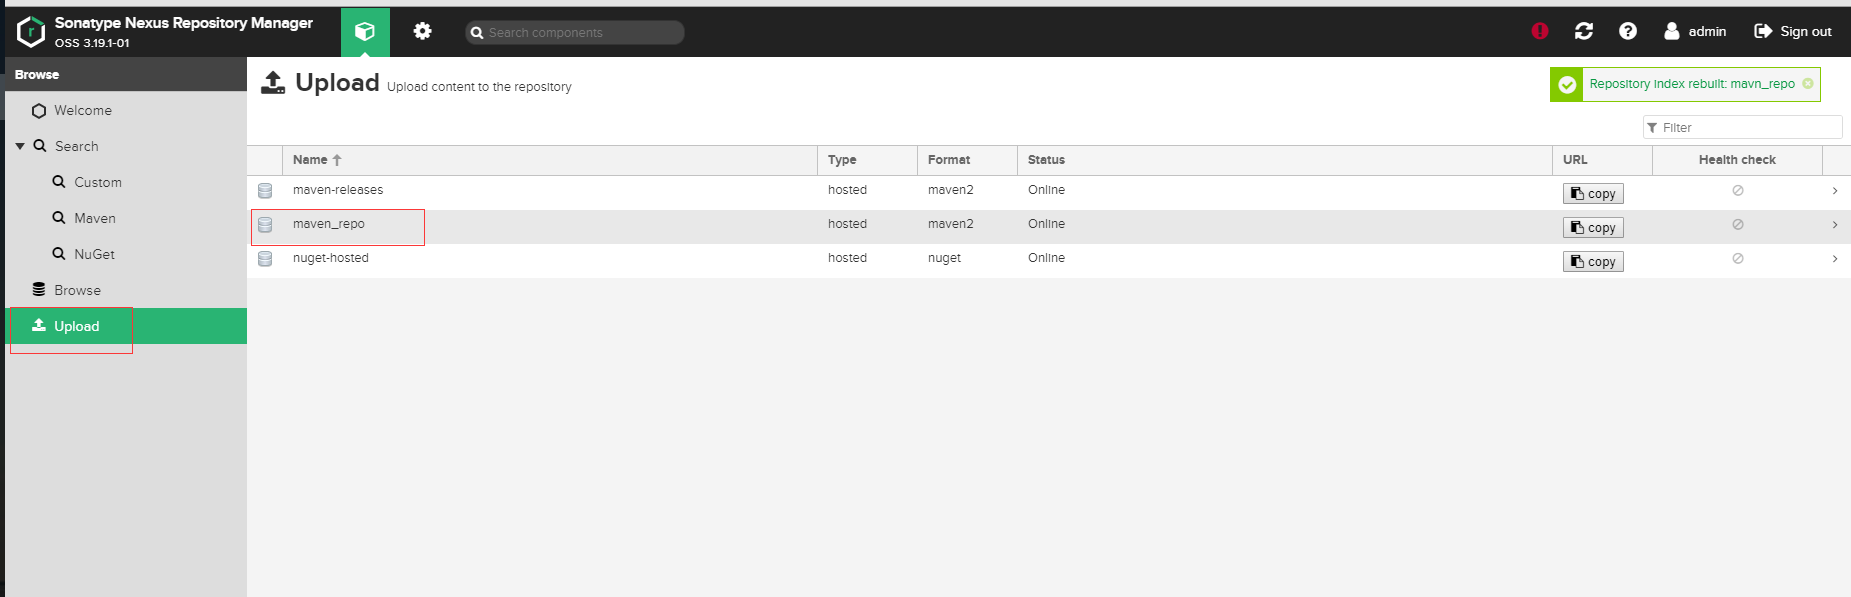 Sonatype Nexus Repository Manager
OSS 3.19.1-01
Search components
admin
Sign out
Browse
Welcome
Search
Custom
Maven
NuGet
Browse
Upload
Upload Upload content to the repository
Repository index rebuilt: mavn_repo
Filter
Name Type Format Status URL Health check
maven-releases hosted maven2 Online copy
maven_repo hosted maven2 Online copy
nuget-hosted hosted nuget Online copy